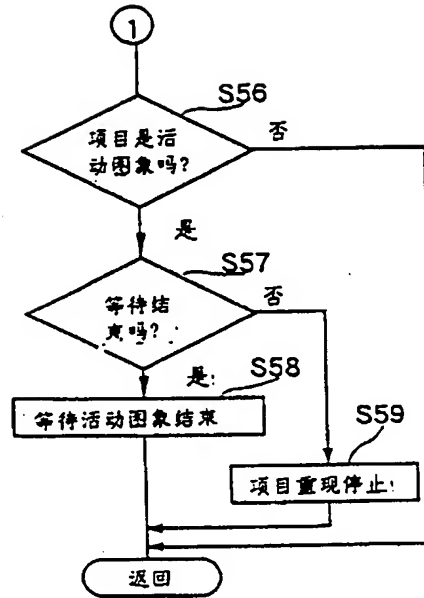 1
S56
项目是活
动图象吗?
否
是
S57
等待结
束吗?
否
是:
S58
等待活动图象结束
S59
项目重现停止:
返回